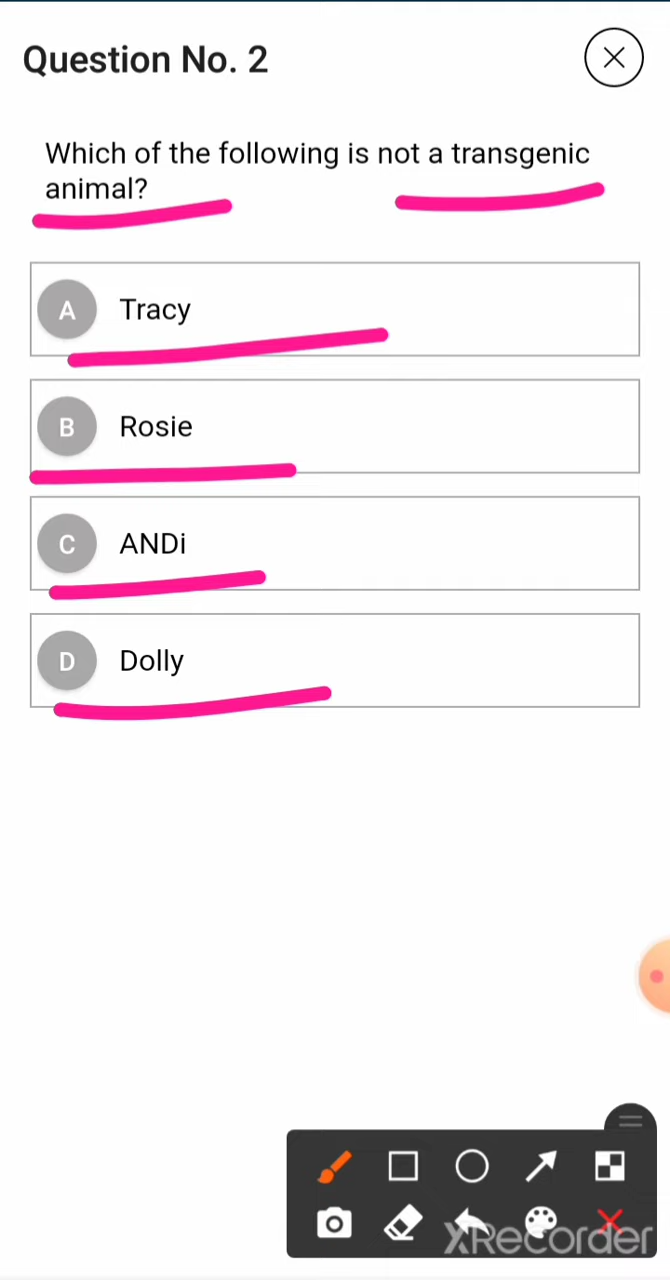 Question No. 2
Which of the following is not a transgenic
animal?
A Tracy
B Rosie
C ANDi
D Dolly
XRecorder